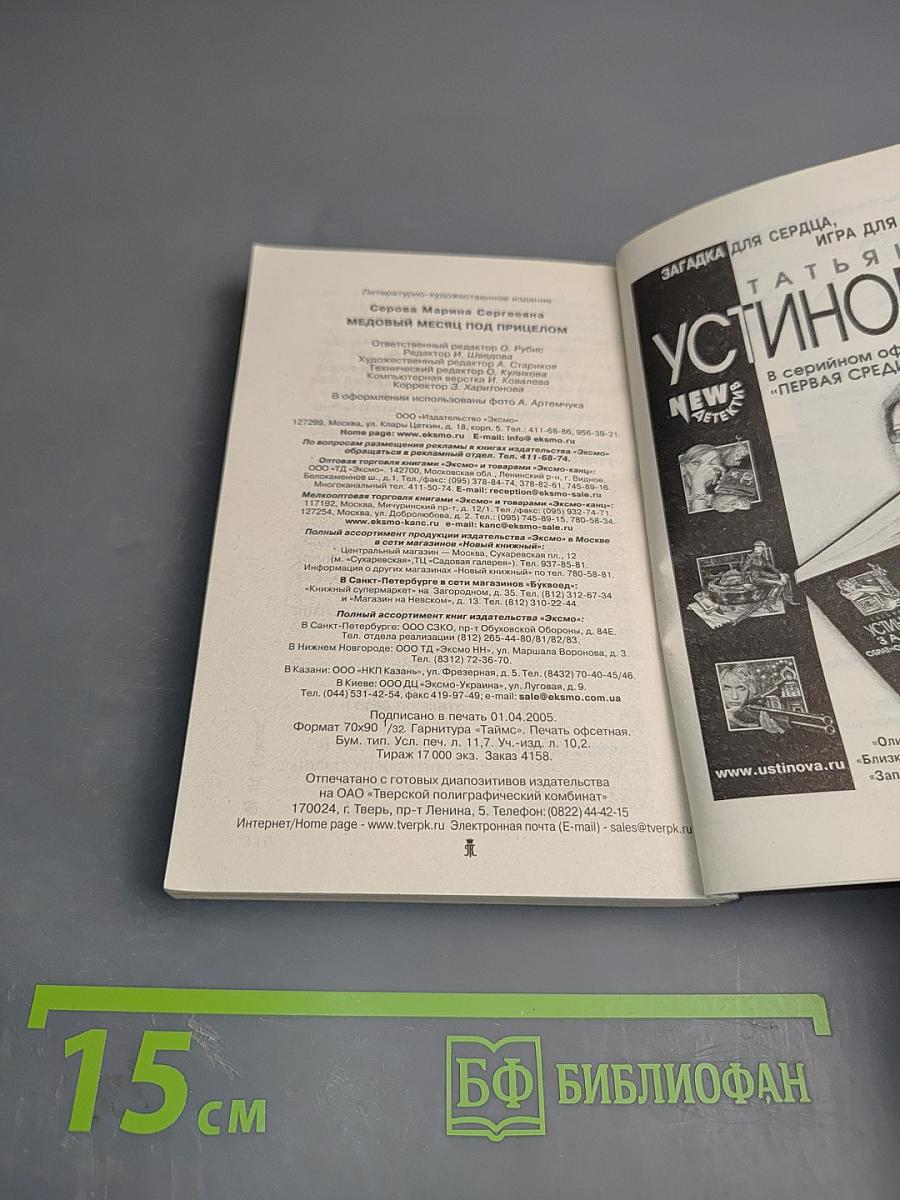 Литературно-художественное издание
Серова Марина Сергеевна
МЕДОВЫЙ МЕСЯЦ ПОД ПРИЦЕЛОМ
Ответственный редактор О. Рубис
Редактор И. Шведова
Художественный редактор А. Стариков
Технический редактор О. Куликова
Компьютерная верстка И. Ковалева
Корректор З. Харитонова
В оформлении использованы фото А. Артемчука
ООО «Издательство «Эксмо»
127299, Москва, ул. Клары Цеткин, д. 18, корп. 5. Тел.: 411-68-86, 956-39-21.
Home page: www.eksmo.ru E-mail: info@ eksmo.ru
По вопросам размещения рекламы в книгах издательства «Эксмо»
обращаться в рекламный отдел. Тел. 411-68-74.
Оптовая торговля книгами «Эксмо» и товарами «Эксмо-канц»:
ООО «ТД «Эксмо». 142700, Московская обл., Ленинский р-н, г. Видное,
Белокаменное ш., д.1. Тел./факс: (095) 378-84-74, 378-82-61, 745-89-16.
Многоканальный тел. 411-50-74. E-mail: reception@eksmo-sale.ru
Мелкооптовая торговля книгами «Эксмо» и товарами «Эксмо-канц»:
117192, Москва, Мичуринский пр-т, д. 12/1. Тел./факс: (095) 932-74-71.
127254, Москва, ул. Добролюбова, д. 2. Тел.: (095) 745-89-15, 780-58-34.
www.eksmo-kanc.ru e-mail: kanc@eksmo-sale.ru
Полный ассортимент продукции издательства «Эксмо» в Москве
в сети магазинов «Новый книжный»:
Центральный магазин — Москва, Сухаревская пл., 12
(м. «Сухаревская»,ТЦ «Садовая галерея»). Тел. 937-85-81.
Информация о других магазинах «Новый книжный» по тел. 780-58-81.
В Санкт-Петербурге в сети магазинов «Буквоед»:
«Книжный супермаркет» на Загородном, д. 35. Тел. (812) 312-67-34
и «Магазин на Невском», д. 13. Тел. (812) 310-22-44.
Полный ассортимент книг издательства «Эксмо»:
В Санкт-Петербурге: ООО СЗКО, пр-т Обуховской Обороны, д. 84Е.
Тел. отдела реализации (812) 265-44-80/81/82/83.
В Нижнем Новгороде: ООО ТД «Эксмо НН», ул. Маршала Воронова, д. 3.
Тел. (8312) 72-36-70.
В Казани: ООО «НКП Казань», ул. Фрезерная, д. 5. Тел. (8432) 70-40-45/46.
В Киеве: ООО ДЦ «Эксмо-Украина», ул. Луговая, д. 9.
Тел. (044) 531-42-54, факс 419-97-49; e-mail: sale@eksmo.com.ua
Подписано в печать 01.04.2005.
Формат 70x90 1/32. Гарнитура «Таймс». Печать офсетная.
Бум. тип. Усл. печ. л. 11,7. Уч.-изд. л. 10,2.
Тираж 17 000 экз. Заказ 4158.
Отпечатано с готовых диапозитивов издательства
на ОАО «Тверской полиграфический комбинат»
170024, г. Тверь, пр-т Ленина, 5. Телефон: (0822) 44-42-15
Интернет/Home page - www.tverpk.ru Электронная почта (E-mail) - sales@tverpk.ru
ЗАГАДКА ДЛЯ СЕРДЦА,
ИГРА ДЛЯ
ТАТЬЯ
УСТИНО
В серийном оф
"ПЕРВАЯ СРЕДИ
NEW
ДЕТЕКТИВ
УСТИ
www.ustinova.ru
«Оли
«Близк
«Зап
15 см
БФ БИБЛИОФАН